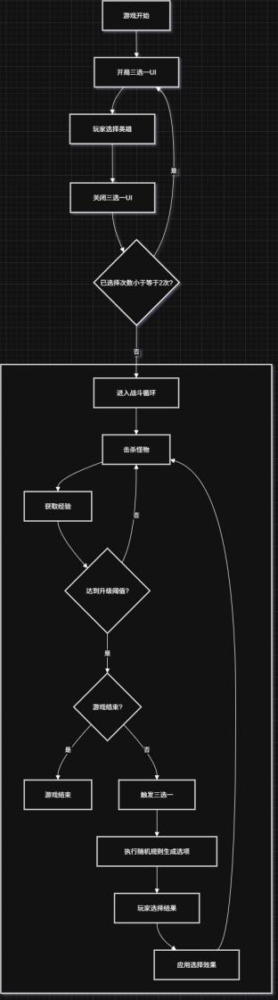 游戏开始
开局三选一UI
玩家选择英雄
是
关闭三选一UI
已选择次数小于等于2次?
否
进入战斗循环
击杀怪物
获取经验
否
达到升级阈值?
是
游戏结束?
是
否
游戏结束
触发三选一
执行随机规则生成选项
玩家选择结果
应用选择效果